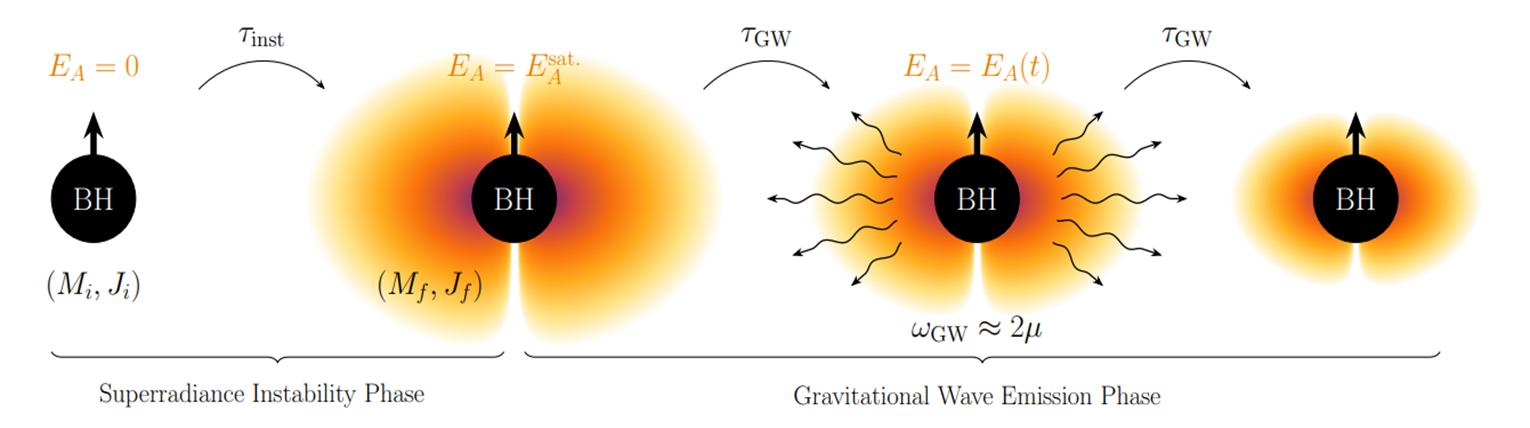 τ_inst
τ_GW
τ_GW
E_A = 0
E_A = E_A^sat.
E_A = E_A(t)
BH
BH
BH
BH
(M_i, J_i)
(M_f, J_f)
ω_GW ≈ 2μ
Superradiance Instability Phase
Gravitational Wave Emission Phase